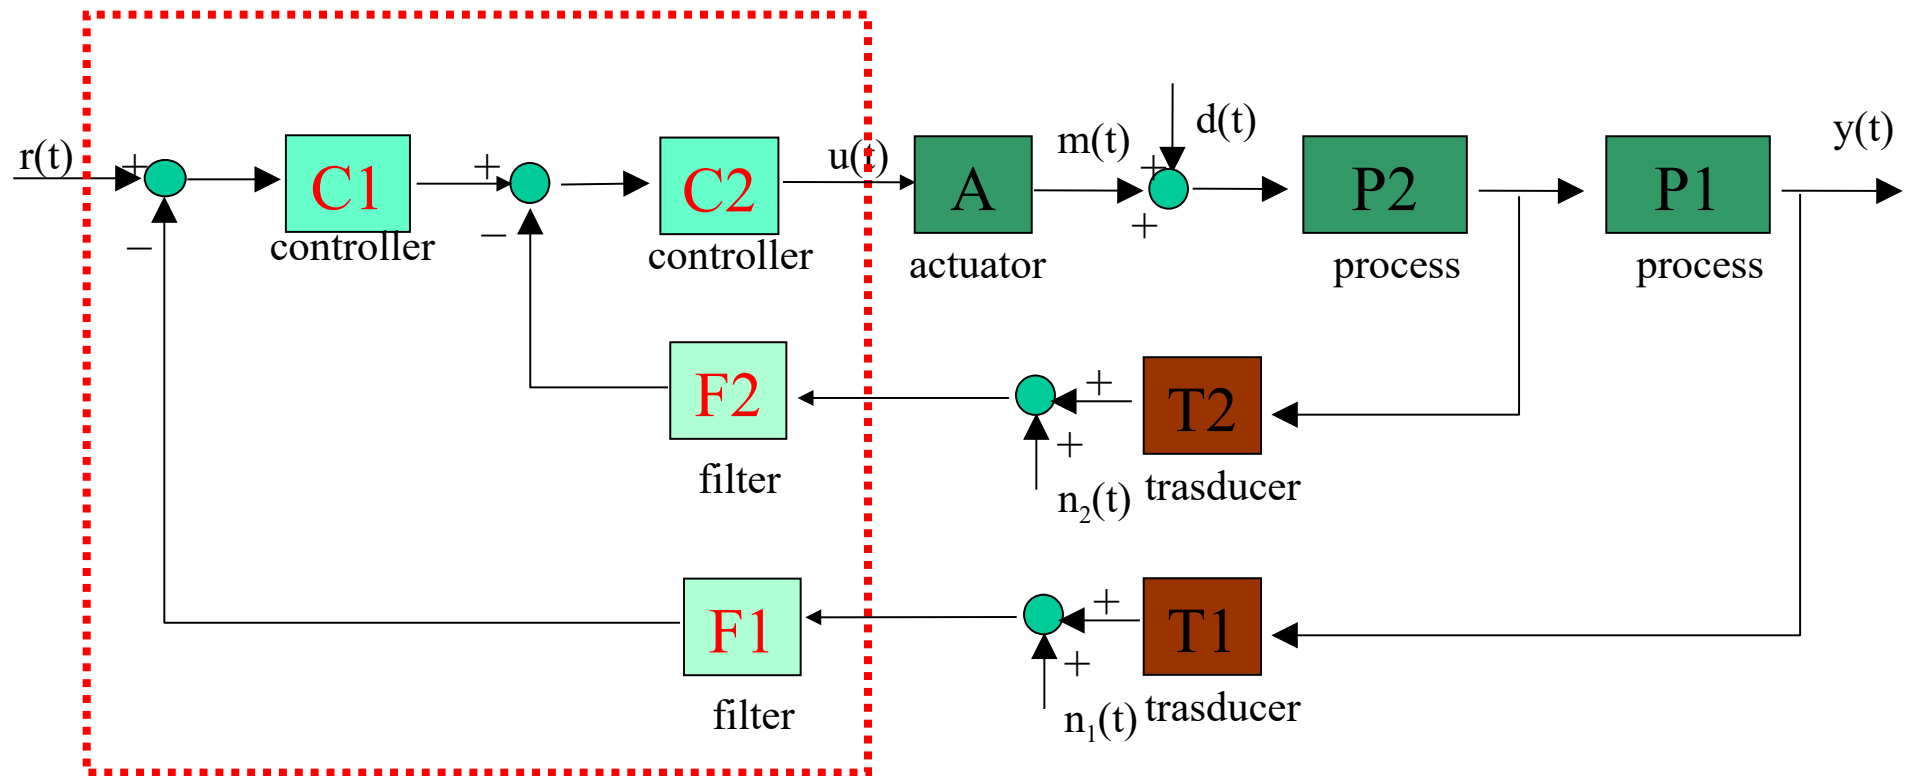 r(t)
+
−
C1
controller
+
−
C2
controller
u(t)
A
actuator
m(t)
+
+
d(t)
P2
process
P1
process
y(t)
F2
filter
+
+
n₂(t)
T2
trasducer
F1
filter
+
+
n₁(t)
T1
trasducer